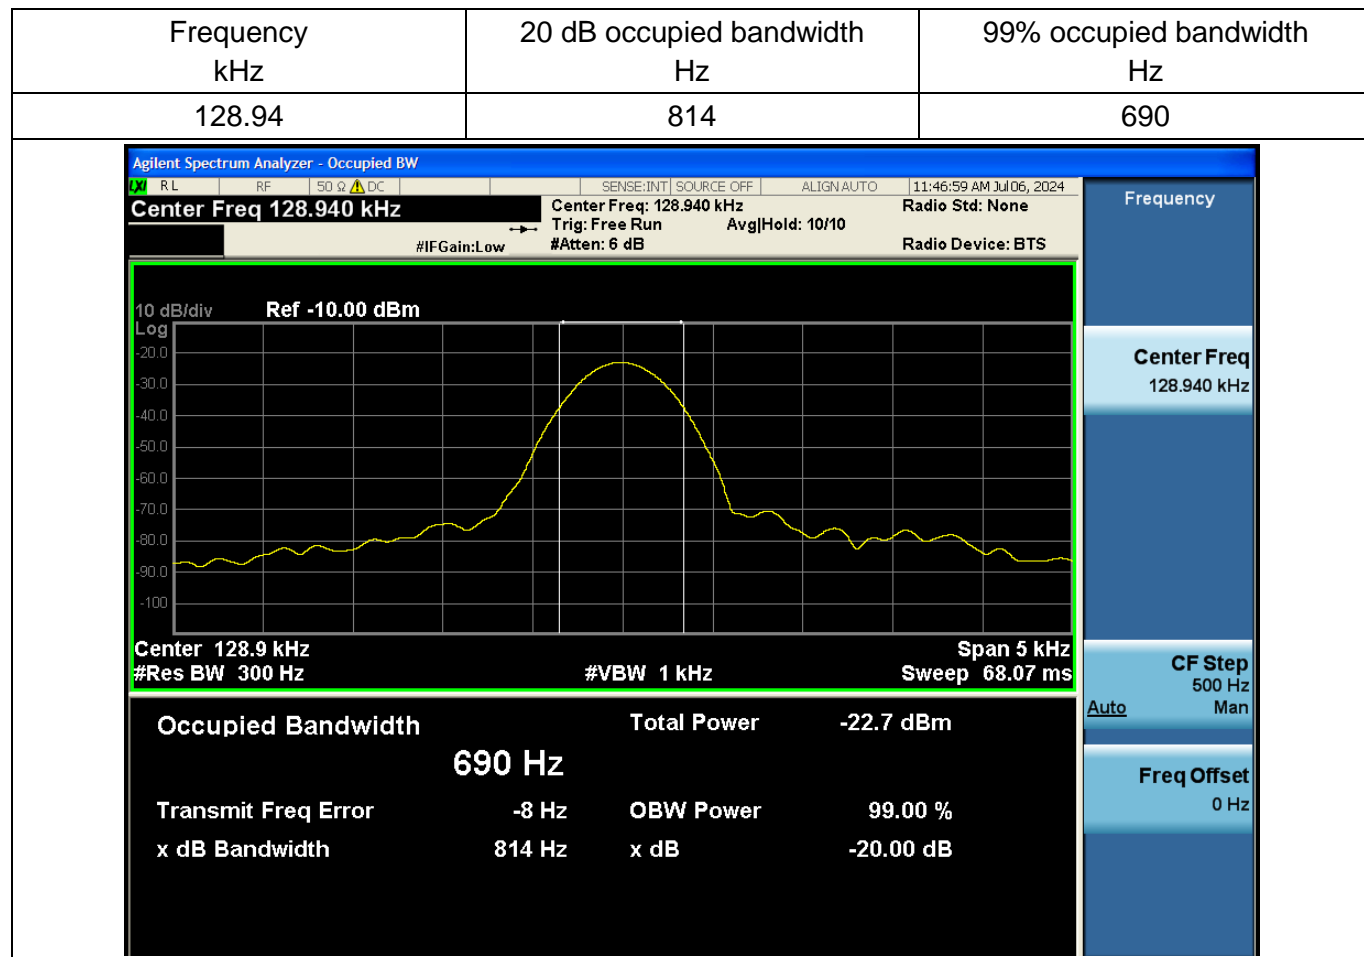 Frequency 20 dB occupied bandwidth 99% occupied bandwidth
kHz Hz Hz
128.94 814 690
Agilent Spectrum Analyzer - Occupied BW
LXI RL RF 50 Ω DC SENSE:INT SOURCE OFF ALIGN AUTO 11:46:59 AM Jul 06, 2024
Center Freq 128.940 kHz
Center Freq: 128.940 kHz Radio Std: None
Trig: Free Run Avg|Hold: 10/10
#IFGain:Low #Atten: 6 dB Radio Device: BTS
Frequency
10 dB/div Ref -10.00 dBm
Log
-20.0
-30.0
-40.0
-50.0
-60.0
-70.0
-80.0
-90.0
-100
Center 128.9 kHz Span 5 kHz
#Res BW 300 Hz #VBW 1 kHz Sweep 68.07 ms
Occupied Bandwidth Total Power -22.7 dBm
690 Hz
Transmit Freq Error -8 Hz OBW Power 99.00 %
x dB Bandwidth 814 Hz x dB -20.00 dB
Center Freq
128.940 kHz
CF Step
500 Hz
Auto Man
Freq Offset
0 Hz